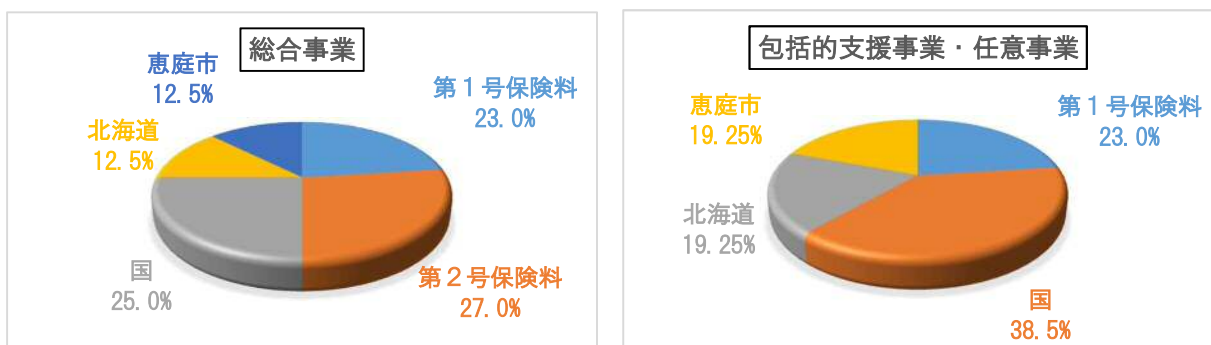 総合事業
恵庭市
12.5%
第１号保険料
23.0%
北海道
12.5%
国
25.0%
第２号保険料
27.0%
包括的支援事業・任意事業
恵庭市
19.25%
第１号保険料
23.0%
北海道
19.25%
国
38.5%